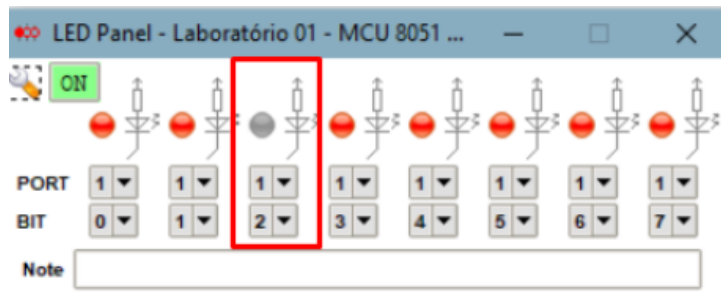 LED Panel - Laboratório 01 - MCU 8051 ...
ON
PORT 1 1 1 1 1 1 1 1
BIT 0 1 2 3 4 5 6 7
Note